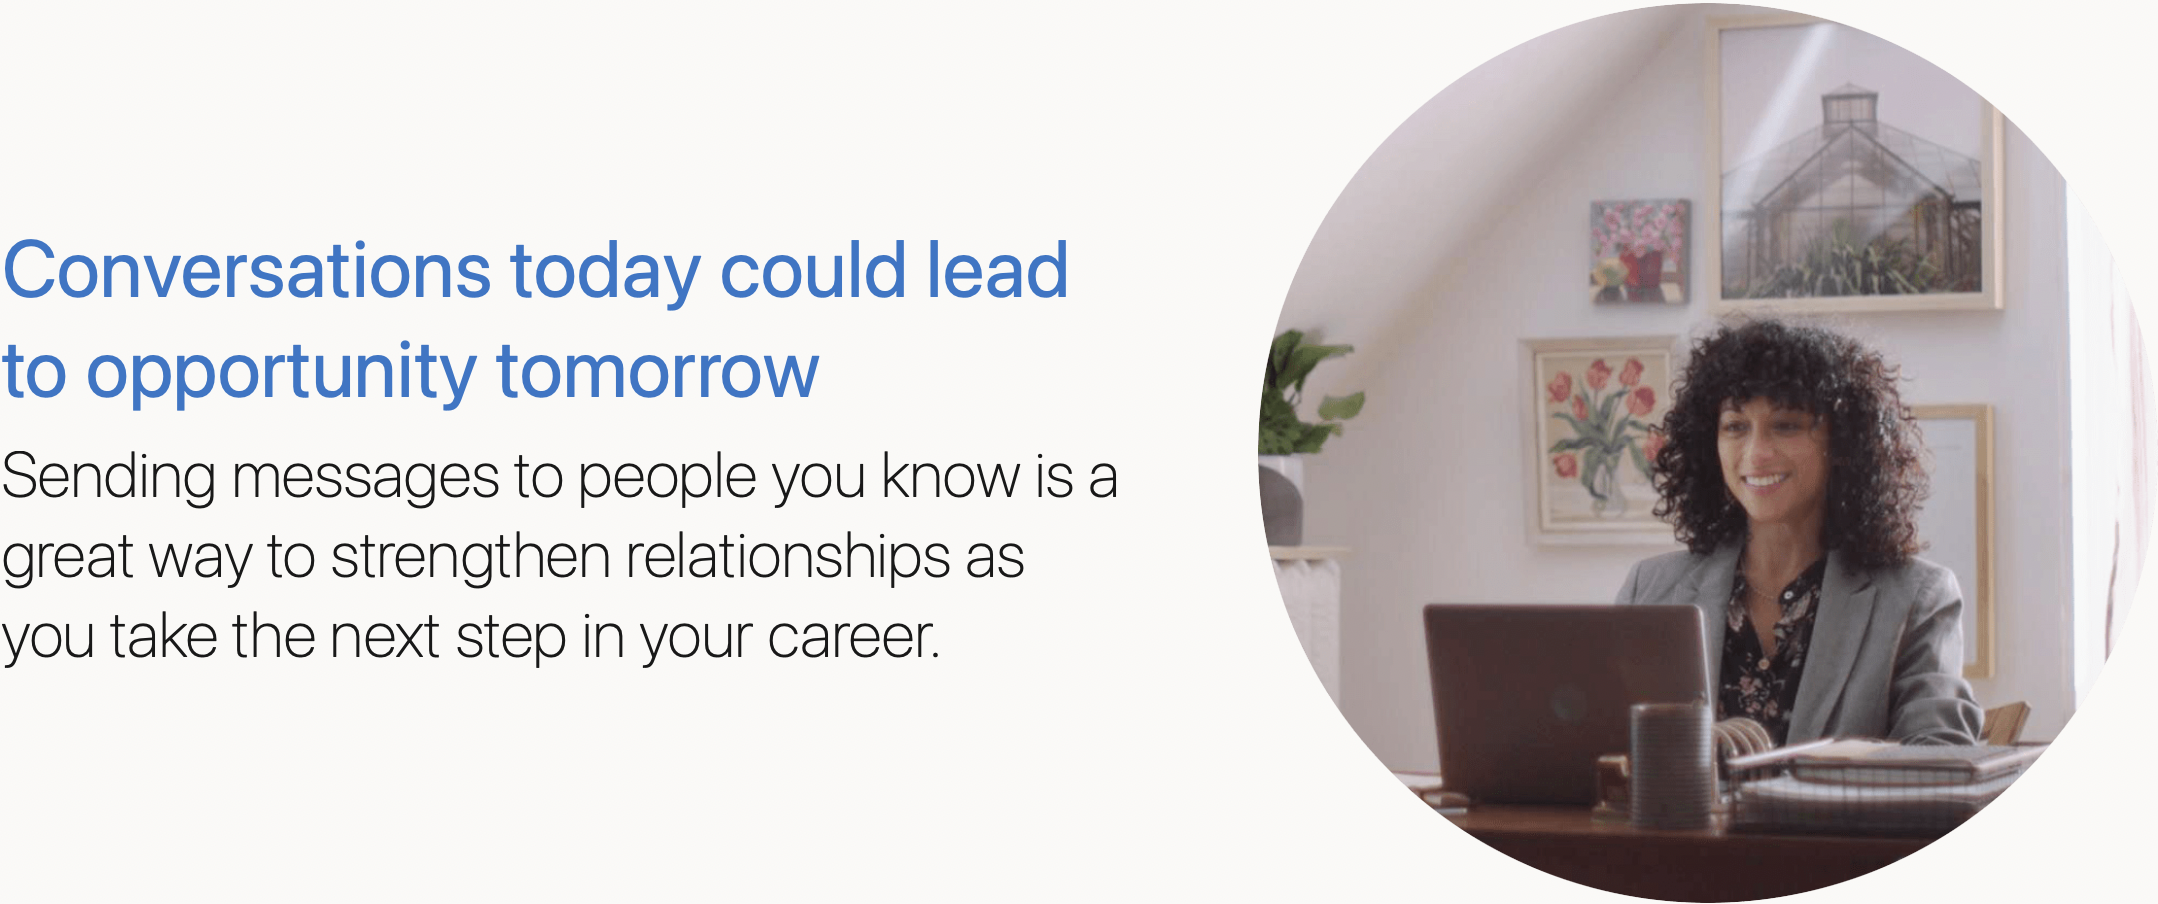 Conversations today could lead
to opportunity tomorrow
Sending messages to people you know is a
great way to strengthen relationships as
you take the next step in your career.